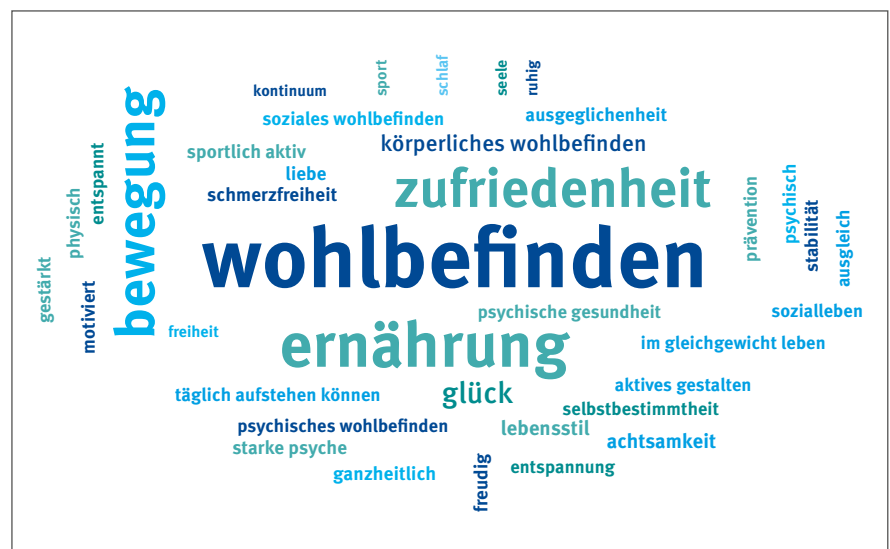 kontinuum
sport
schlaf
seele
ruhig
soziales wohlbefinden
ausgeglichenheit
sportlich aktiv
körperliches wohlbefinden
liebe
schmerzfreiheit
zufriedenheit
bewegung
entspannt
physisch
gestärkt
motiviert
wohlbefinden
prävention
psychisch
stabilität
ausgleich
freiheit
ernährung
psychische gesundheit
sozialleben
im gleichgewicht leben
täglich aufstehen können
glück
aktives gestalten
selbstbestimmtheit
psychisches wohlbefinden
lebensstil
achtsamkeit
starke psyche
ganzheitlich
freudig
entspannung